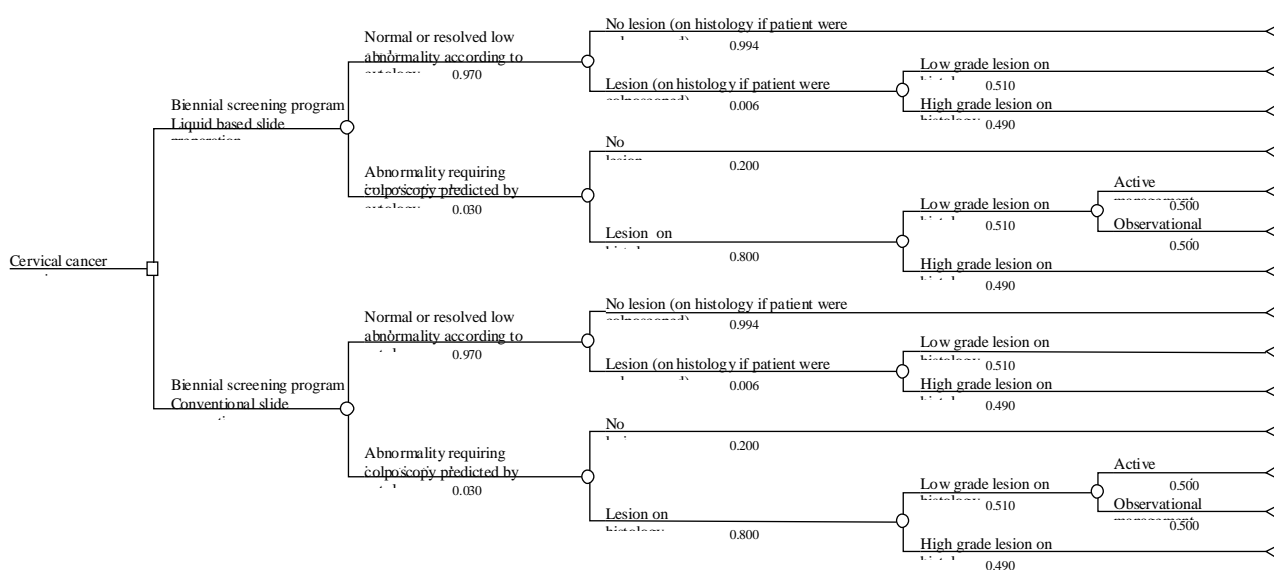 No lesion (on histology if patient were
0.994
Normal or resolved low
abnormality according to
0.970
Low grade lesion on
0.510
Lesion (on histology if patient were
0.006
High grade lesion on
0.490
Biennial screening program
Liquid based slide
No
0.200
Abnormality requiring
colposcopy predicted by
0.030
Active
0.500
Low grade lesion on
0.510
Observational
0.500
Lesion on
0.800
High grade lesion on
0.490
Cervical cancer
No lesion (on histology if patient were
0.994
Normal or resolved low
abnormality according to
0.970
Low grade lesion on
0.510
Lesion (on histology if patient were
0.006
High grade lesion on
0.490
Biennial screening program
Conventional slide
No
0.200
Abnormality requiring
colposcopy predicted by
0.030
Active
0.500
Low grade lesion on
0.510
Observational
0.500
Lesion on
0.800
High grade lesion on
0.490